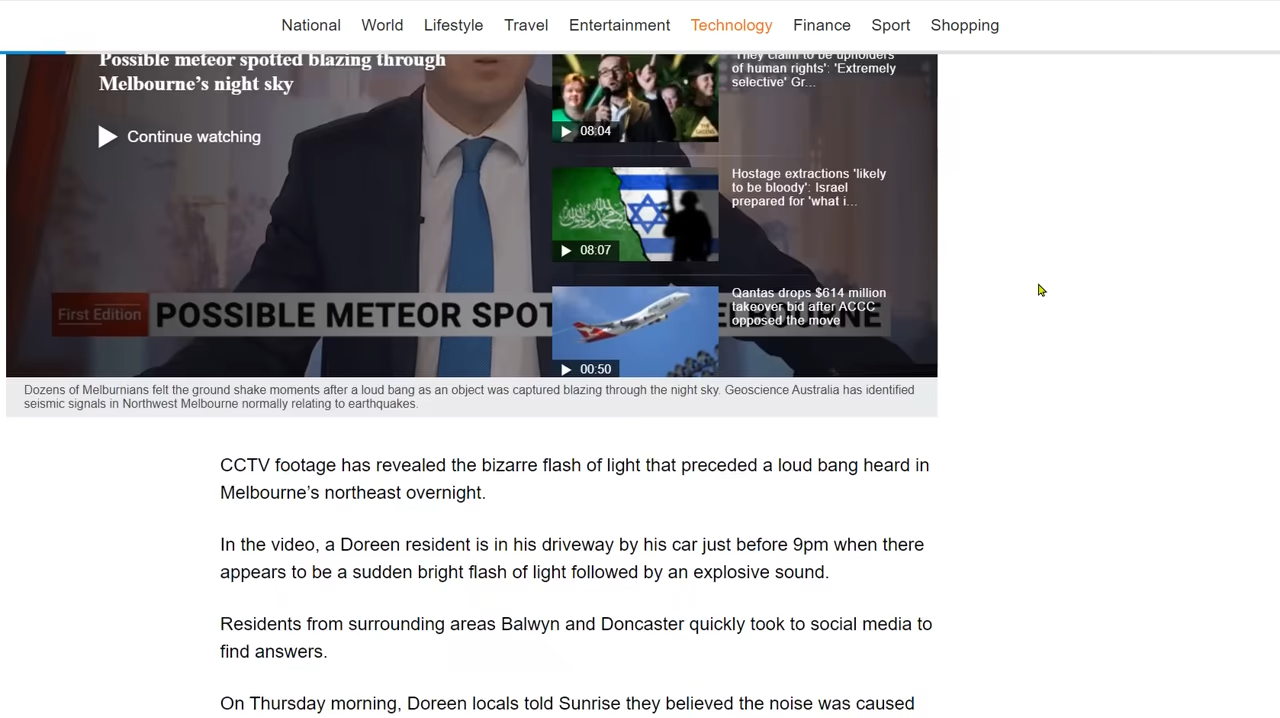 National World Lifestyle Travel Entertainment Technology Finance Sport Shopping
Possible meteor spotted blazing through
Melbourne’s night sky
Continue watching
'They claim to be upholders
of human rights': 'Extremely
selective' Gr...
08:04
Hostage extractions 'likely
to be bloody': Israel
prepared for 'what i...
08:07
Qantas drops $614 million
takeover bid after ACCC
opposed the move
00:50
First Edition
POSSIBLE METEOR SPOT
Dozens of Melburnians felt the ground shake moments after a loud bang as an object was captured blazing through the night sky. Geoscience Australia has identified
seismic signals in Northwest Melbourne normally relating to earthquakes.
CCTV footage has revealed the bizarre flash of light that preceded a loud bang heard in
Melbourne’s northeast overnight.
In the video, a Doreen resident is in his driveway by his car just before 9pm when there
appears to be a sudden bright flash of light followed by an explosive sound.
Residents from surrounding areas Balwyn and Doncaster quickly took to social media to
find answers.
On Thursday morning, Doreen locals told Sunrise they believed the noise was caused